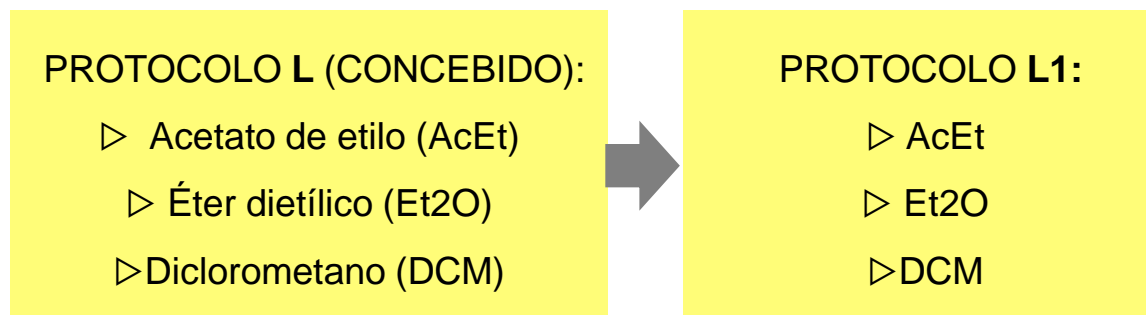 PROTOCOLO L (CONCEBIDO):
▷ Acetato de etilo (AcEt)
▷ Éter dietílico (Et2O)
▷Diclorometano (DCM)
PROTOCOLO L1:
▷ AcEt
▷ Et2O
▷DCM